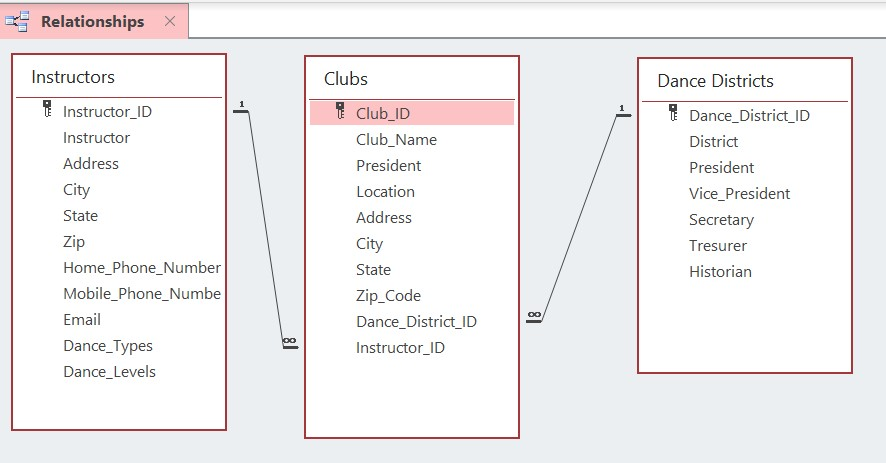 Relationships
Instructors
Instructor_ID
Instructor
Address
City
State
Zip
Home_Phone_Number
Mobile_Phone_Numbe
Email
Dance_Types
Dance_Levels
1
∞
Clubs
Club_ID
Club_Name
President
Location
Address
City
State
Zip_Code
Dance_District_ID
Instructor_ID
∞
1
Dance Districts
Dance_District_ID
District
President
Vice_President
Secretary
Tresurer
Historian